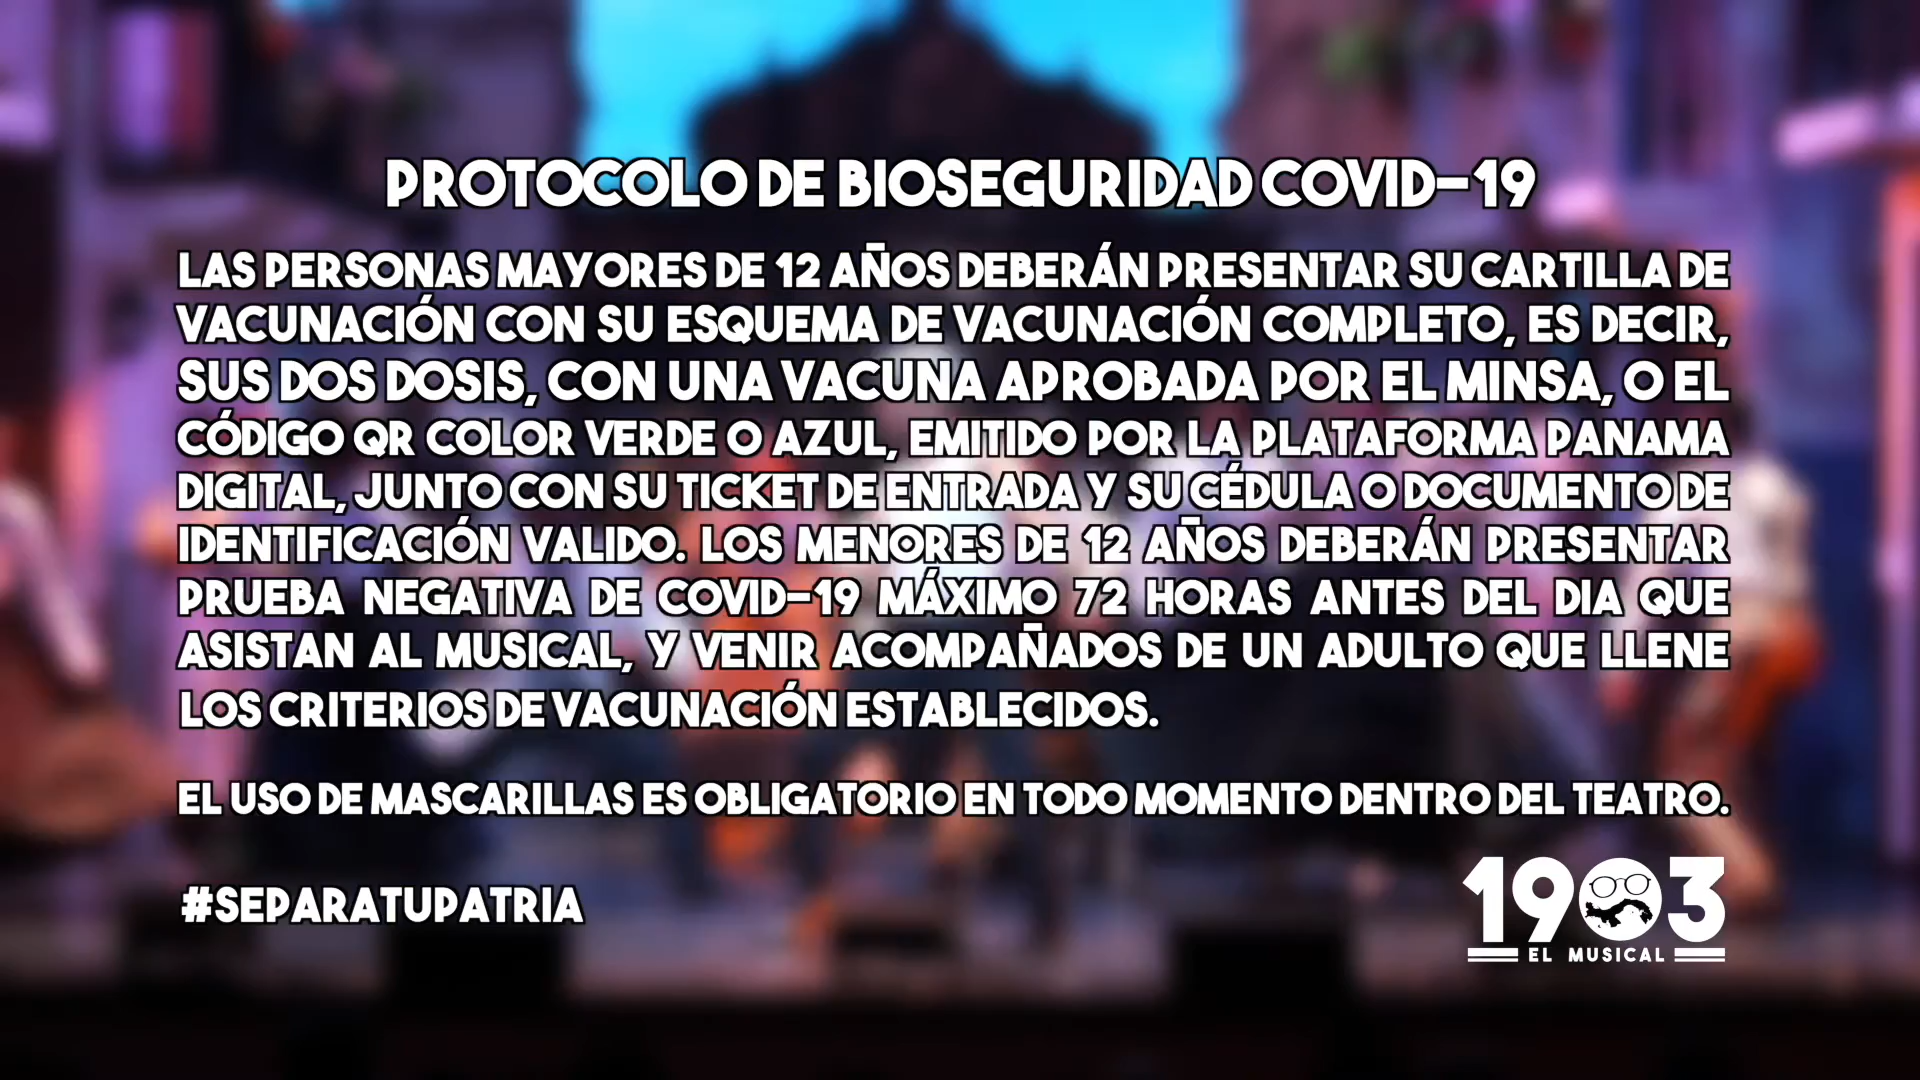 PROTOCOLO DE BIOSEGURIDAD COVID-19
LAS PERSONAS MAYORES DE 12 AÑOS DEBERÁN PRESENTAR SU CARTILLA DE
VACUNACIÓN CON SU ESQUEMA DE VACUNACIÓN COMPLETO, ES DECIR,
SUS DOS DOSIS, CON UNA VACUNA APROBADA POR EL MINSA, O EL
CÓDIGO QR COLOR VERDE O AZUL, EMITIDO POR LA PLATAFORMA PANAMA
DIGITAL, JUNTO CON SU TICKET DE ENTRADA Y SU CÉDULA O DOCUMENTO DE
IDENTIFICACIÓN VALIDO. LOS MENORES DE 12 AÑOS DEBERÁN PRESENTAR
PRUEBA NEGATIVA DE COVID-19 MÁXIMO 72 HORAS ANTES DEL DIA QUE
ASISTAN AL MUSICAL, Y VENIR ACOMPAÑADOS DE UN ADULTO QUE LLENE
LOS CRITERIOS DE VACUNACIÓN ESTABLECIDOS.
EL USO DE MASCARILLAS ES OBLIGATORIO EN TODO MOMENTO DENTRO DEL TEATRO.
#SEPARATUPATRIA
1903
EL MUSICAL